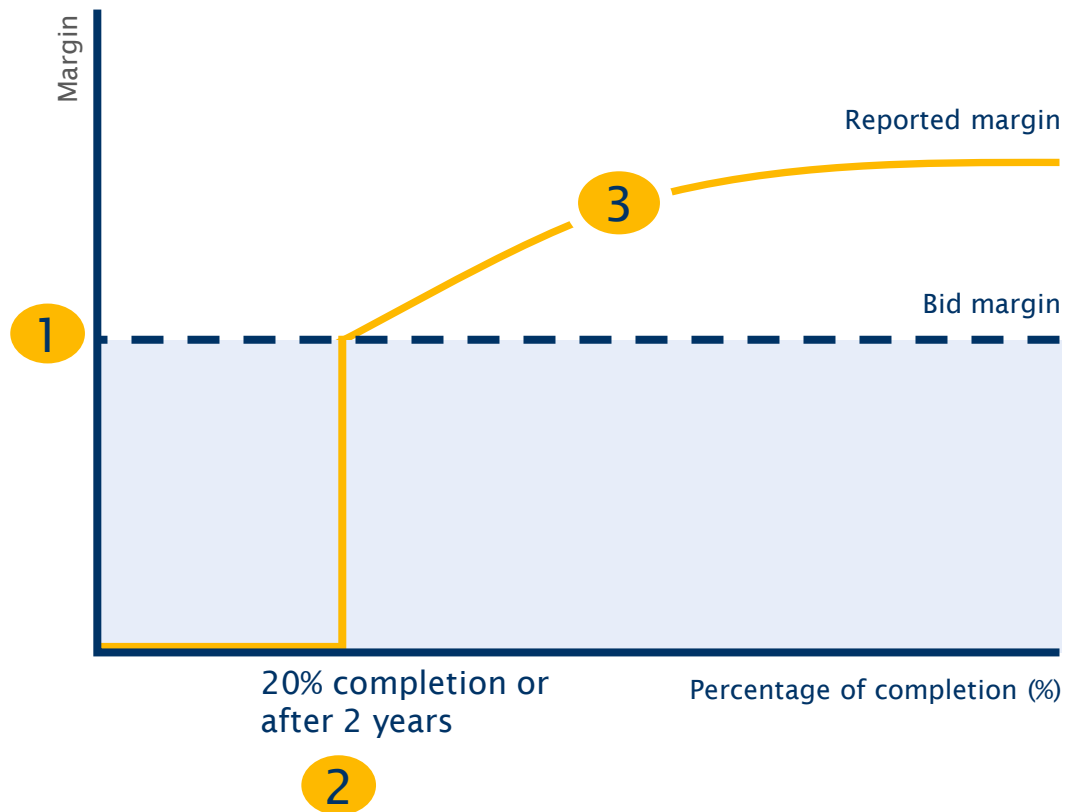 Margin
Reported margin
3
Bid margin
1
20% completion or
after 2 years
Percentage of completion (%)
2